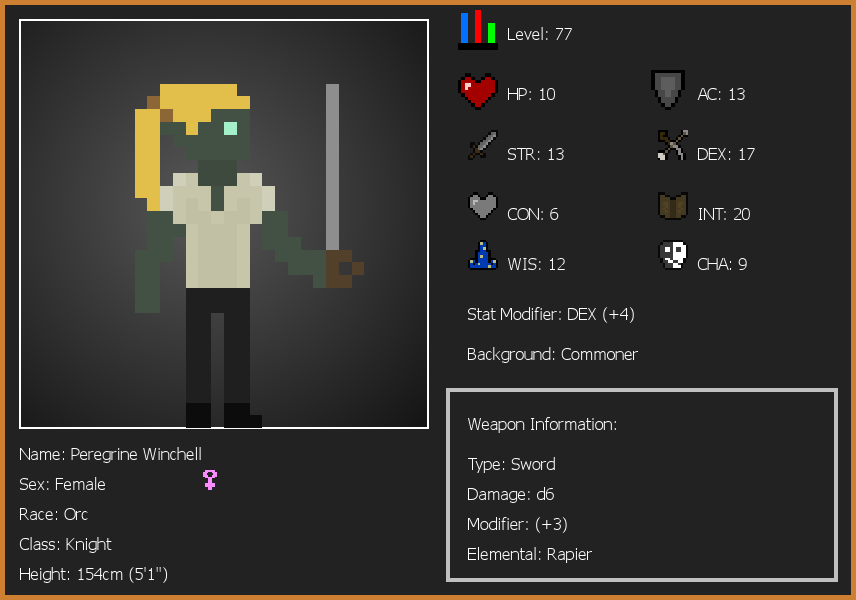 Level: 77
HP: 10
AC: 13
STR: 13
DEX: 17
CON: 6
INT: 20
WIS: 12
CHA: 9
Stat Modifier: DEX (+4)
Background: Commoner
Weapon Information:
Type: Sword
Damage: d6
Modifier: (+3)
Elemental: Rapier
Name: Peregrine Winchell
Sex: Female
Race: Orc
Class: Knight
Height: 154cm (5'1")